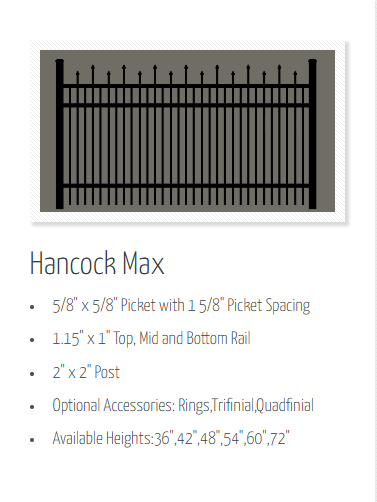 Hancock Max
5/8" x 5/8" Picket with 1 5/8" Picket Spacing
1.15" x 1" Top, Mid and Bottom Rail
2" x 2" Post
Optional Accessories: Rings,Trifinial,Quadfinial
Available Heights:36",42",48",54",60",72"